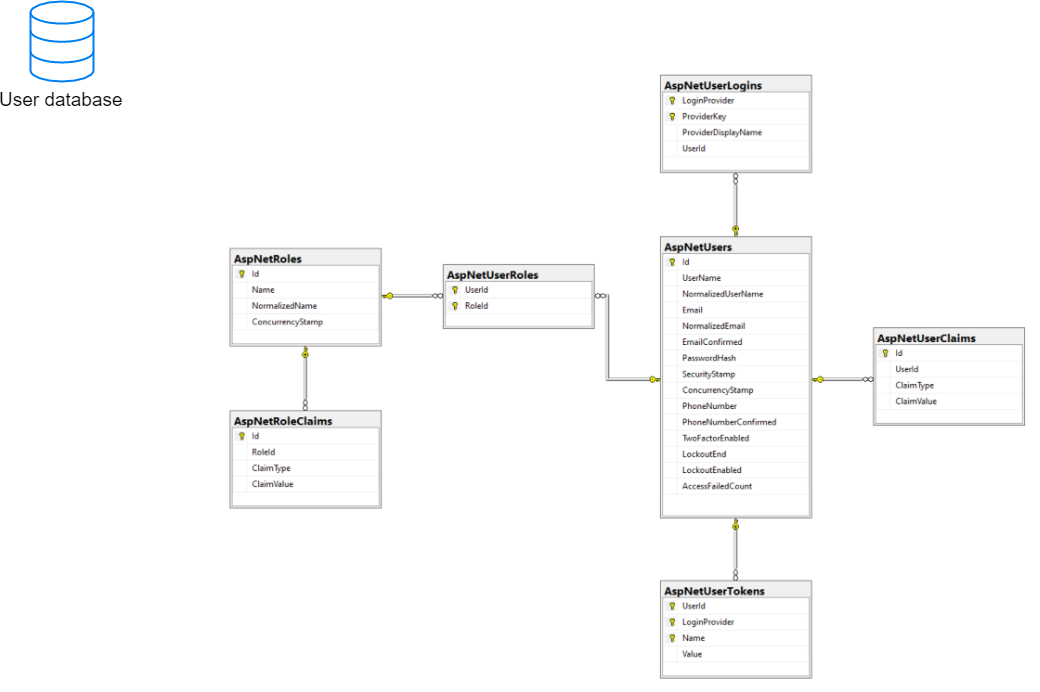 User database
AspNetUserLogins
LoginProvider
ProviderKey
ProviderDisplayName
UserId
AspNetRoles
Id
Name
NormalizedName
ConcurrencyStamp
AspNetUserRoles
UserId
RoleId
AspNetUsers
Id
UserName
NormalizedUserName
Email
NormalizedEmail
EmailConfirmed
PasswordHash
SecurityStamp
ConcurrencyStamp
PhoneNumber
PhoneNumberConfirmed
TwoFactorEnabled
LockoutEnd
LockoutEnabled
AccessFailedCount
AspNetUserClaims
Id
UserId
ClaimType
ClaimValue
AspNetRoleClaims
Id
RoleId
ClaimType
ClaimValue
AspNetUserTokens
UserId
LoginProvider
Name
Value